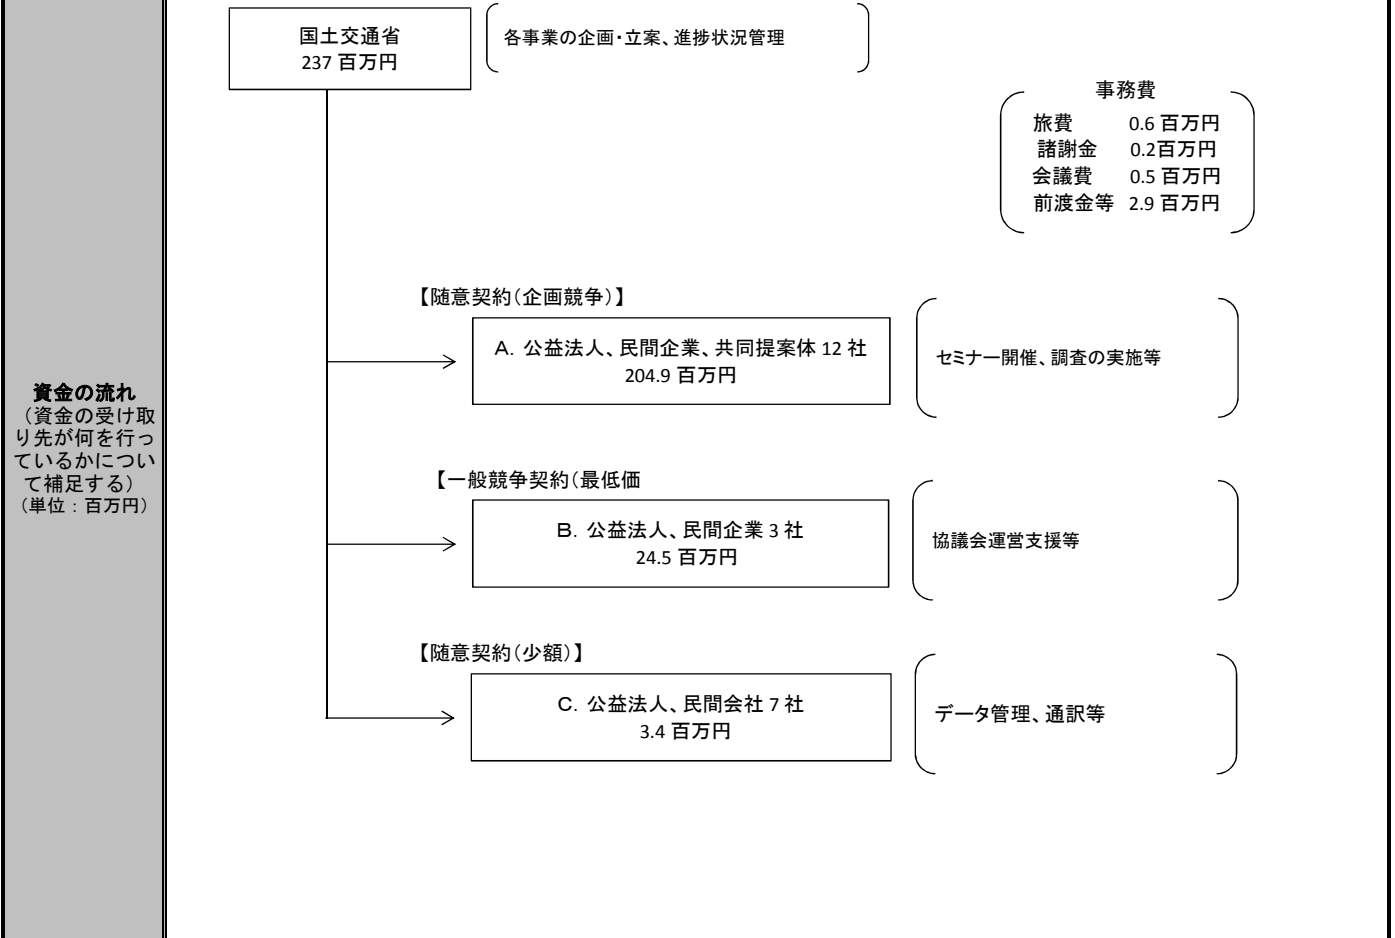 国土交通省
237 百万円
各事業の企画・立案、進捗状況管理
事務費
旅費 0.6 百万円
諸謝金 0.2百万円
会議費 0.5 百万円
前渡金等 2.9 百万円
【随意契約(企画競争)】
A. 公益法人、民間企業、共同提案体 12 社
204.9 百万円
セミナー開催、調査の実施等
資金の流れ
（資金の受け取
り先が何を行っ
ているかについ
て補足する）
（単位：百万円）
【一般競争契約(最低価
B. 公益法人、民間企業 3 社
24.5 百万円
協議会運営支援等
【随意契約(少額)】
C. 公益法人、民間会社 7 社
3.4 百万円
データ管理、通訳等